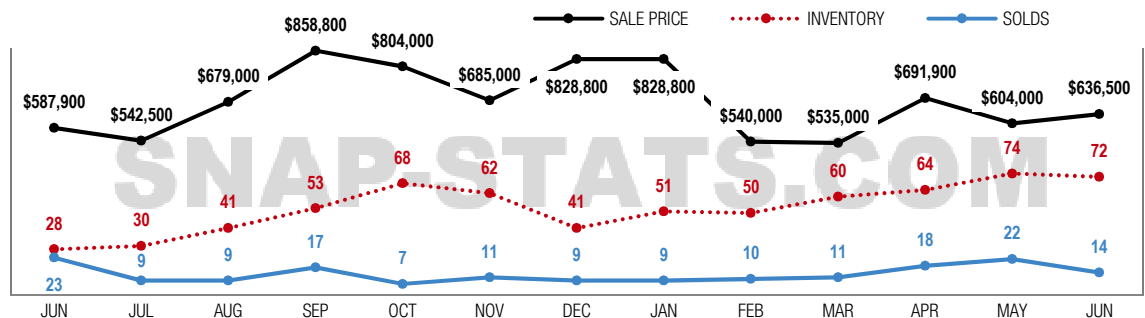 SALE PRICE INVENTORY SOLDS
$587,900 $542,500 $679,000 $858,800 $804,000 $685,000 $828,800 $828,800 $540,000 $535,000 $691,900 $604,000 $636,500
SNAP-STATS.COM
28 30 41 53 68 62 41 51 50 60 64 74 72
23 9 9 17 7 11 9 9 10 11 18 22 14
JUN JUL AUG SEP OCT NOV DEC JAN FEB MAR APR MAY JUN